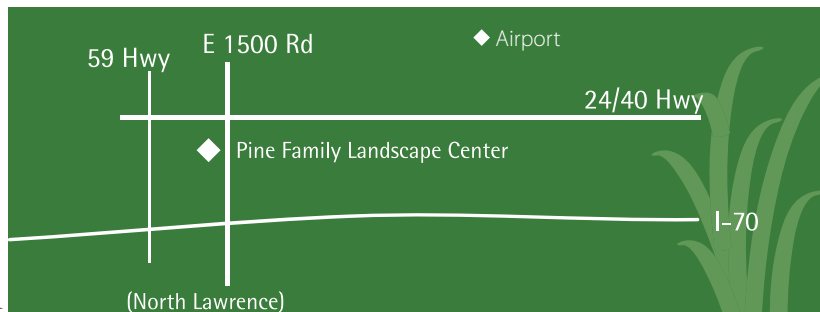 E 1500 Rd
Airport
59 Hwy
24/40 Hwy
Pine Family Landscape Center
I-70
(North Lawrence)